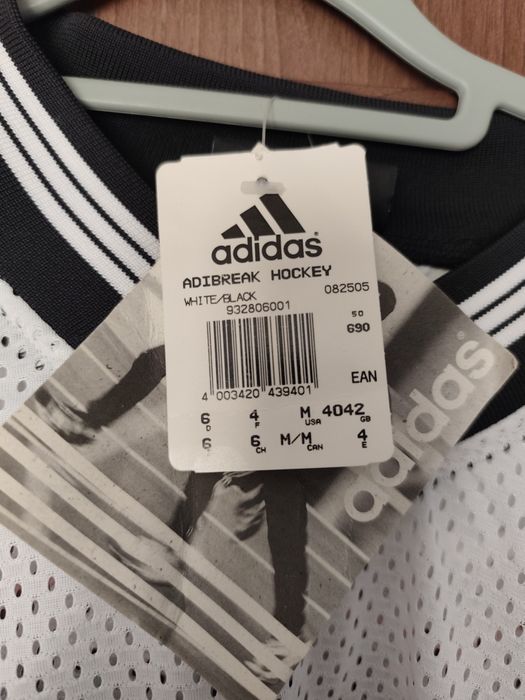 adidas
ADIBREAK HOCKEY
WHITE/BLACK 082505
932806001 50
690
4 003420 439401 EAN
6 D 4 F M USA 4042 GB
6 6 CH M/M CAN 4 E
adidas